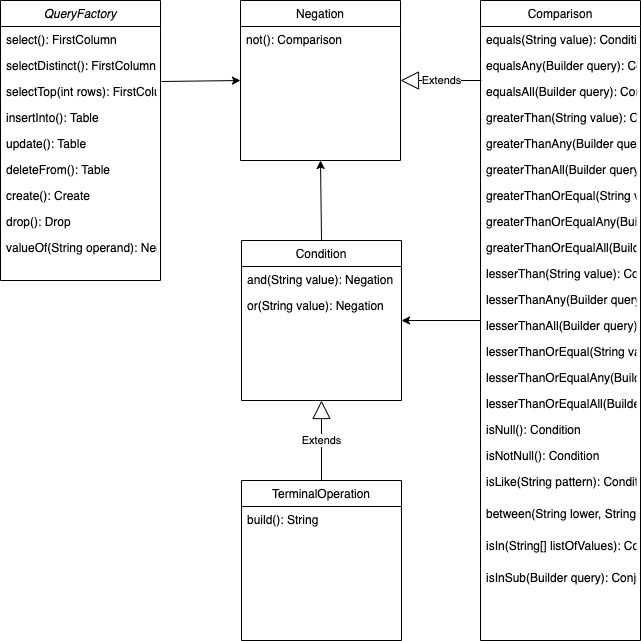 QueryFactory
select(): FirstColumn
selectDistinct(): FirstColumn
selectTop(int rows): FirstColu
insertInto(): Table
update(): Table
deleteFrom(): Table
create(): Create
drop(): Drop
valueOf(String operand): Ne
Negation
not(): Comparison
Extends
Condition
and(String value): Negation
or(String value): Negation
Extends
TerminalOperation
build(): String
Comparison
equals(String value): Conditi
equalsAny(Builder query): Co
equalsAll(Builder query): Co
greaterThan(String value): C
greaterThanAny(Builder que
greaterThanAll(Builder query
greaterThanOrEqual(String v
greaterThanOrEqualAny(Bui
greaterThanOrEqualAll(Build
lesserThan(String value): Co
lesserThanAny(Builder query
lesserThanAll(Builder query)
lesserThanOrEqual(String va
lesserThanOrEqualAny(Build
lesserThanOrEqualAll(Builde
isNull(): Condition
isNotNull(): Condition
isLike(String pattern): Condit
between(String lower, String
isIn(String[] listOfValues): Co
isInSub(Builder query): Conj